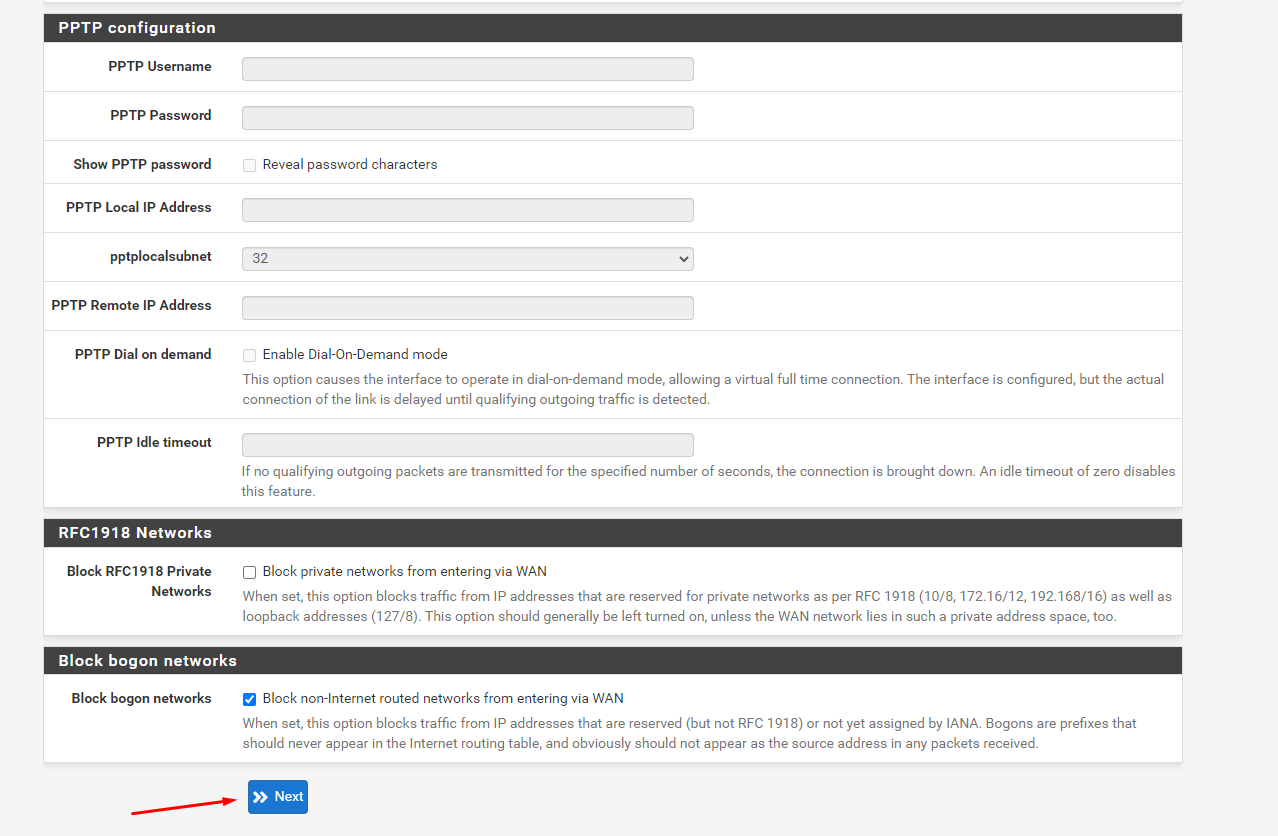 PPTP configuration
PPTP Username
PPTP Password
Show PPTP password
Reveal password characters
PPTP Local IP Address
pptplocalsubnet
32
PPTP Remote IP Address
PPTP Dial on demand
Enable Dial-On-Demand mode
This option causes the interface to operate in dial-on-demand mode, allowing a virtual full time connection. The interface is configured, but the actual
connection of the link is delayed until qualifying outgoing traffic is detected.
PPTP Idle timeout
If no qualifying outgoing packets are transmitted for the specified number of seconds, the connection is brought down. An idle timeout of zero disables
this feature.
RFC1918 Networks
Block RFC1918 Private
Networks
Block private networks from entering via WAN
When set, this option blocks traffic from IP addresses that are reserved for private networks as per RFC 1918 (10/8, 172.16/12, 192.168/16) as well as
loopback addresses (127/8). This option should generally be left turned on, unless the WAN network lies in such a private address space, too.
Block bogon networks
Block bogon networks
Block non-Internet routed networks from entering via WAN
When set, this option blocks traffic from IP addresses that are reserved (but not RFC 1918) or not yet assigned by IANA. Bogons are prefixes that
should never appear in the Internet routing table, and obviously should not appear as the source address in any packets received.
Next